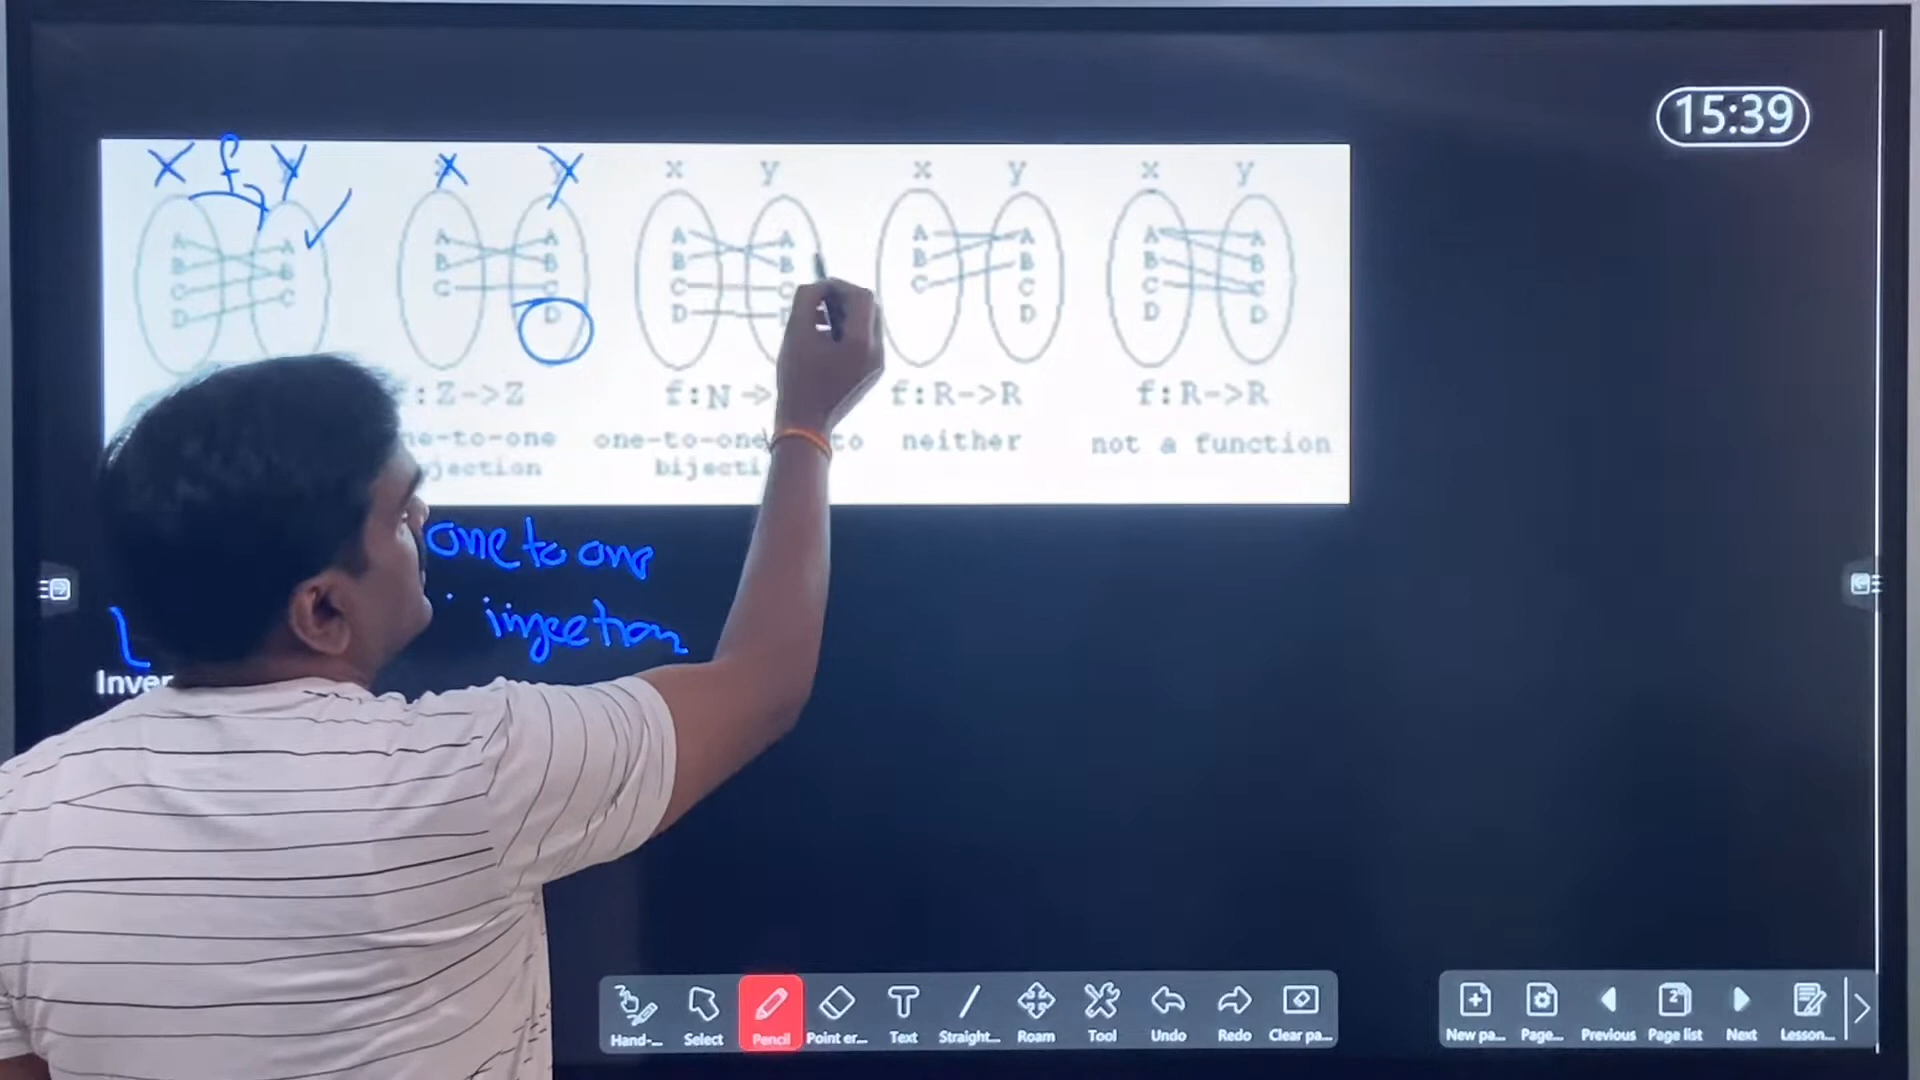 15:39
X f Y X Y x y x y x y
A A A A A A A A A A
B B B B B B B B B B
C C C C C C C C C C
D D D D D D D D
f:Z->Z f:N-> f:R->R f:R->R
one-to-one one-to-one to neither not a function
one to one
injection
Inver
Hand-... Select Pencil Point er... Text Straight... Roam Tool Undo Redo Clear pa...
New pa... Page... Previous Page list Next Lesson...